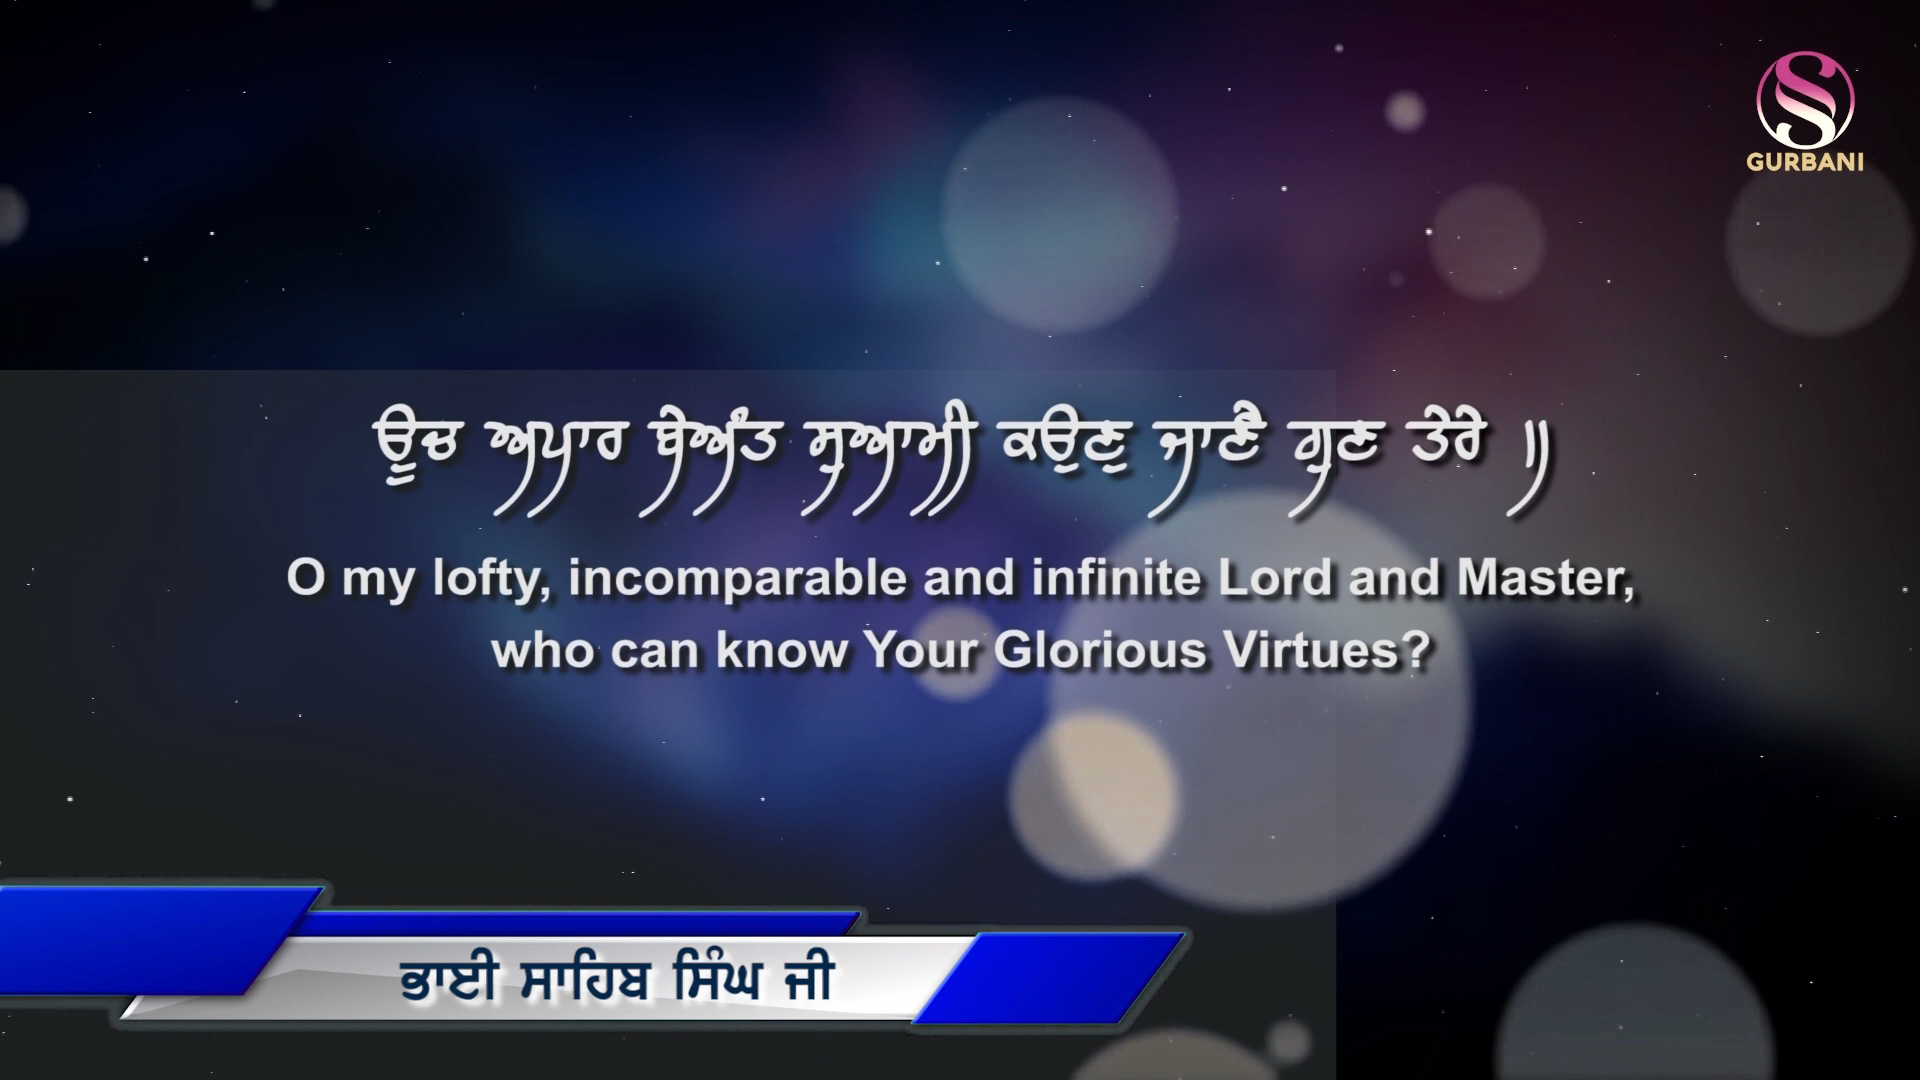 GURBANI
ਊਚ ਅਪਾਰ ਬੇਅੰਤ ਸੁਆਮੀ ਕਉਣੁ ਜਾਣੈ ਗੁਣ ਤੇਰੇ ॥
O my lofty, incomparable and infinite Lord and Master,
who can know Your Glorious Virtues?
ਭਾਈ ਸਾਹਿਬ ਸਿੰਘ ਜੀ